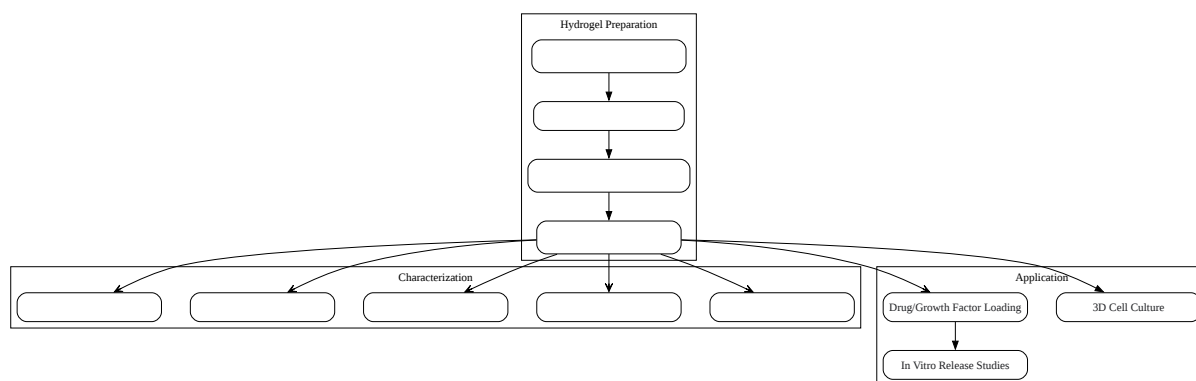 Hydrogel Preparation
Characterization
Application
Drug/Growth Factor Loading
3D Cell Culture
In Vitro Release Studies